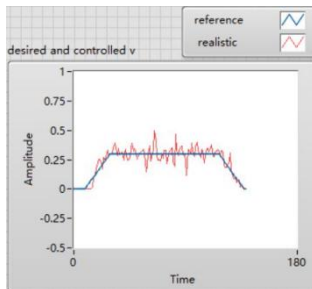 reference
realistic
desired and controlled v
1
0.75
0.5
0.25
0
-0.25
-0.5
Amplitude
0
180
Time